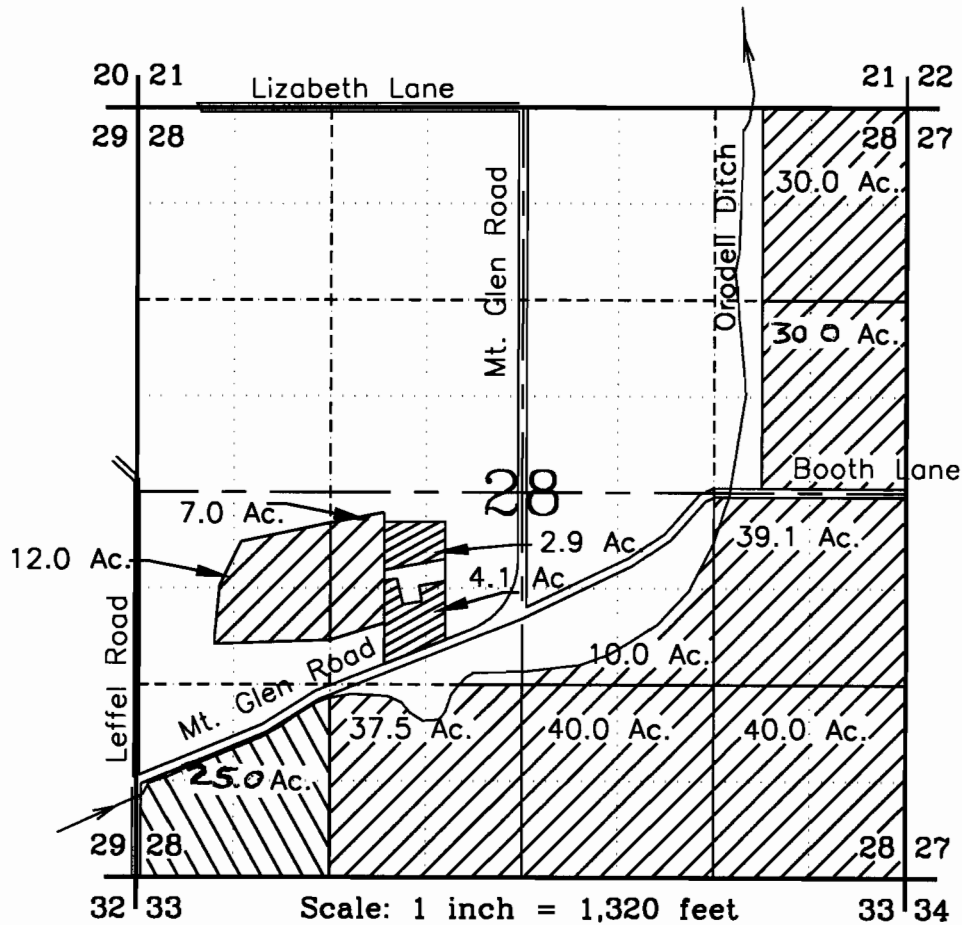 20 21
21 22
Lizabeth Lane
29 28
28 27
30.0 Ac.
Mt. Glen Road
Orodell Ditch
30 0 Ac.
Booth Lane
28
7.0 Ac.
2.9 Ac.
39.1 Ac.
12.0 Ac.
4.1 Ac
10.0 Ac.
Leffel Road
Mt. Glen Road
37.5 Ac.
40.0 Ac.
40.0 Ac.
25.0 Ac.
29 28
28 27
32 33
Scale: 1 inch = 1,320 feet
33 34